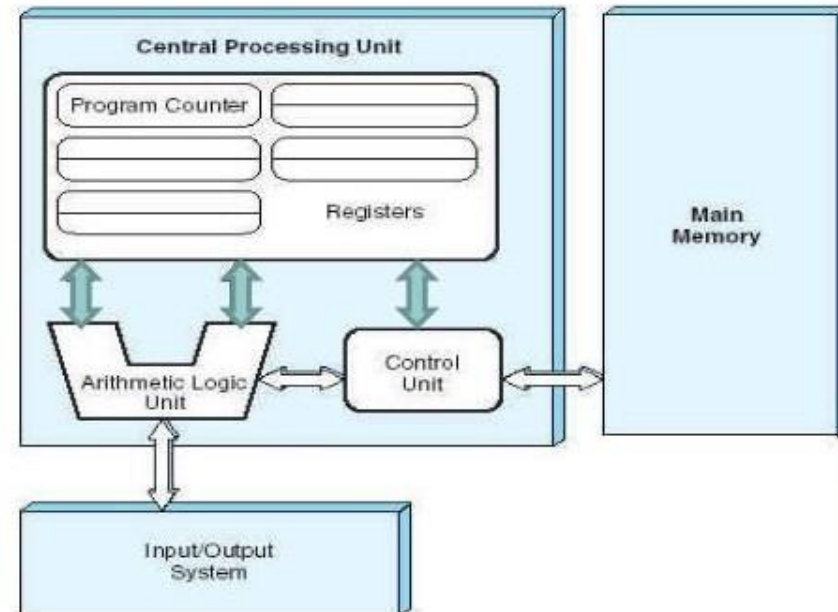 Central Processing Unit
Program Counter
Registers
Main
Memory
Arithmetic Logic
Unit
Control
Unit
Input/Output
System